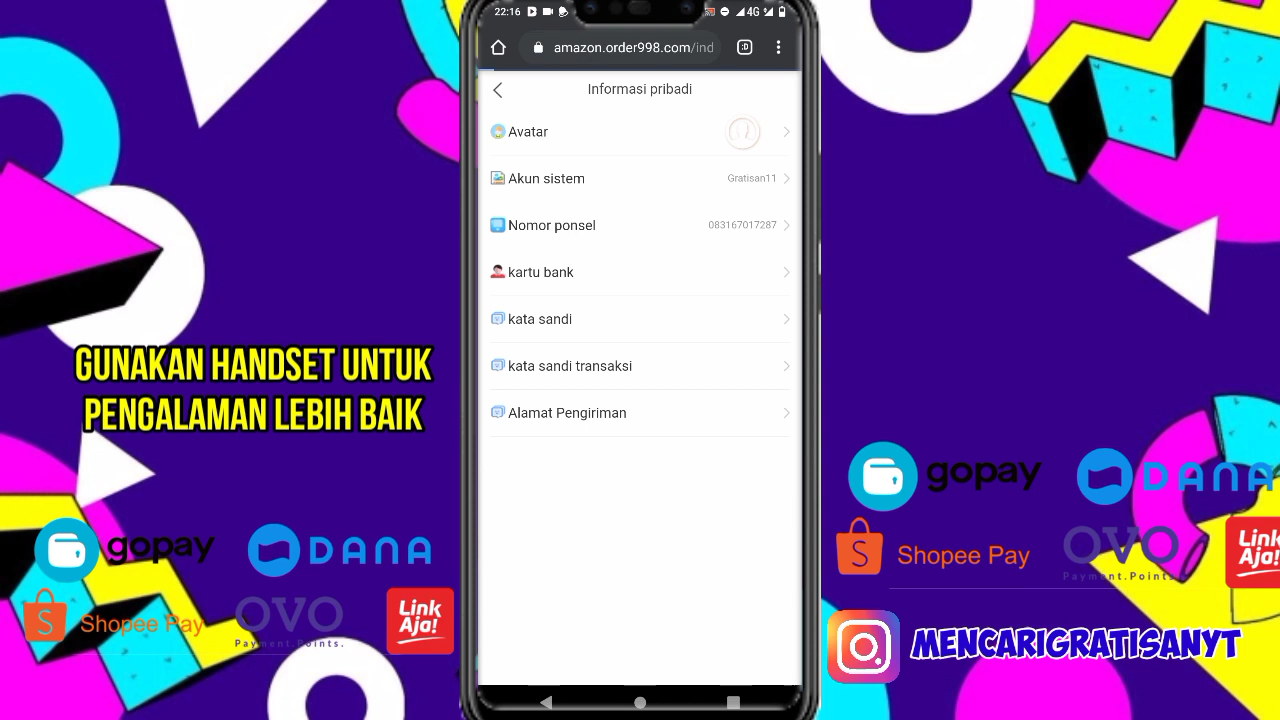 22:16
4G
amazon.order998.com/ind
:D
Informasi pribadi
Avatar
Akun sistem
Gratisan11
Nomor ponsel
083167017287
kartu bank
kata sandi
kata sandi transaksi
Alamat Pengiriman
GUNAKAN HANDSET UNTUK
PENGALAMAN LEBIH BAIK
gopay
DANA
S
Shopee Pay
OVO
Payment.Points.
Link
Aja!
gopay
DANA
S
Shopee Pay
OVO
Payment.Points
Link
Aja!
MENCARIGRATISANYT